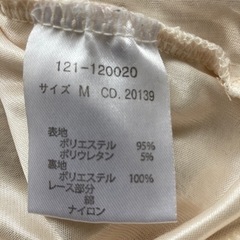 121-120020
サイズ M CD. 20139
表地
ポリエステル 95%
ポリウレタン 5%
裏地
ポリエステル 100%
レース部分
綿
ナイロン